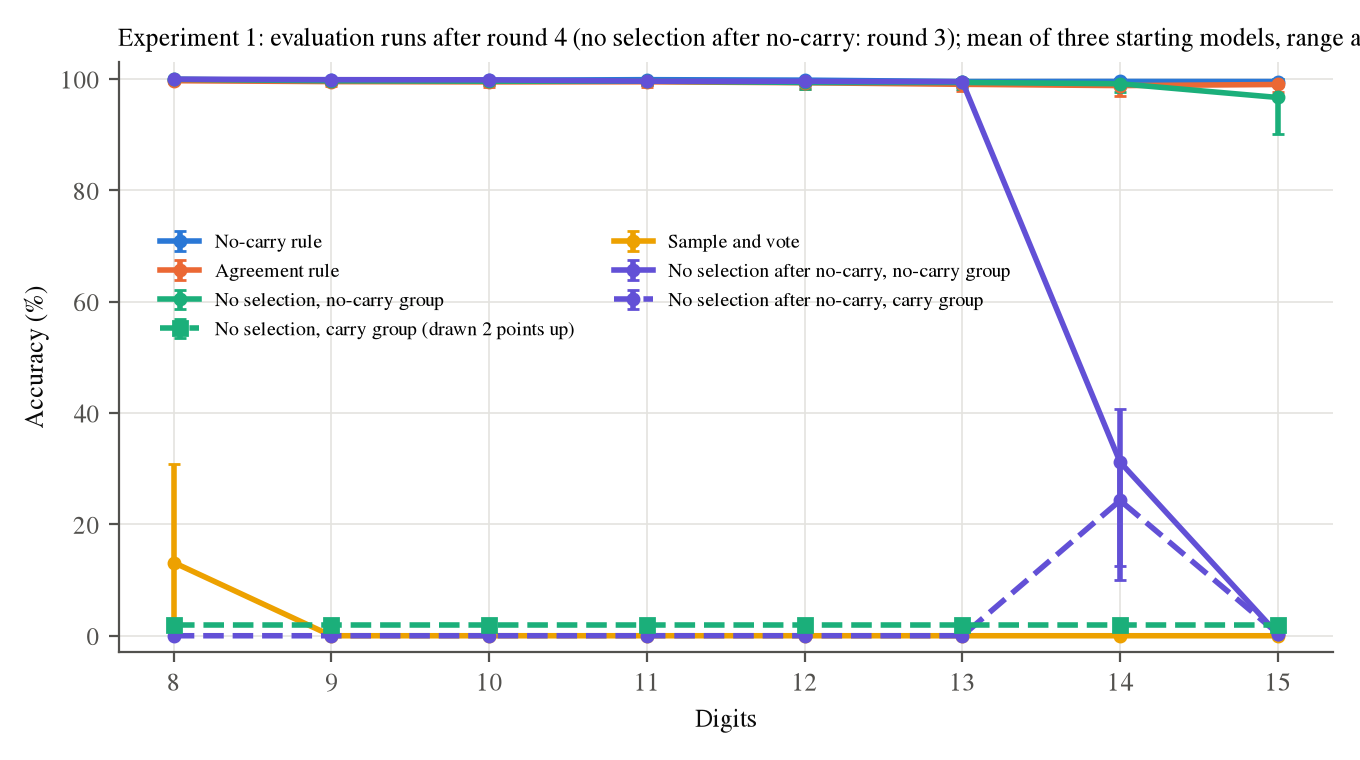 Experiment 1: evaluation runs after round 4 (no selection after no-carry: round 3); mean of three starting models, range a
100
80
60
40
20
0
Accuracy (%)
No-carry rule
Agreement rule
No selection, no-carry group
No selection, carry group (drawn 2 points up)
Sample and vote
No selection after no-carry, no-carry group
No selection after no-carry, carry group
8 9 10 11 12 13 14 15
Digits